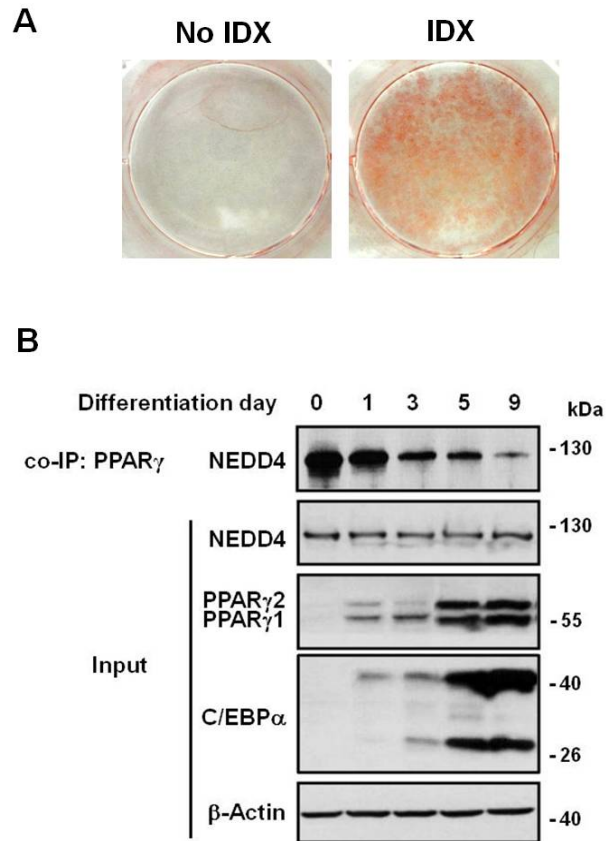 A
No IDX IDX
B
Differentiation day 0 1 3 5 9 kDa
co-IP: PPARγ NEDD4 - 130
NEDD4 - 130
PPARγ2
PPARγ1 - 55
Input
C/EBPα - 40
- 26
β-Actin - 40